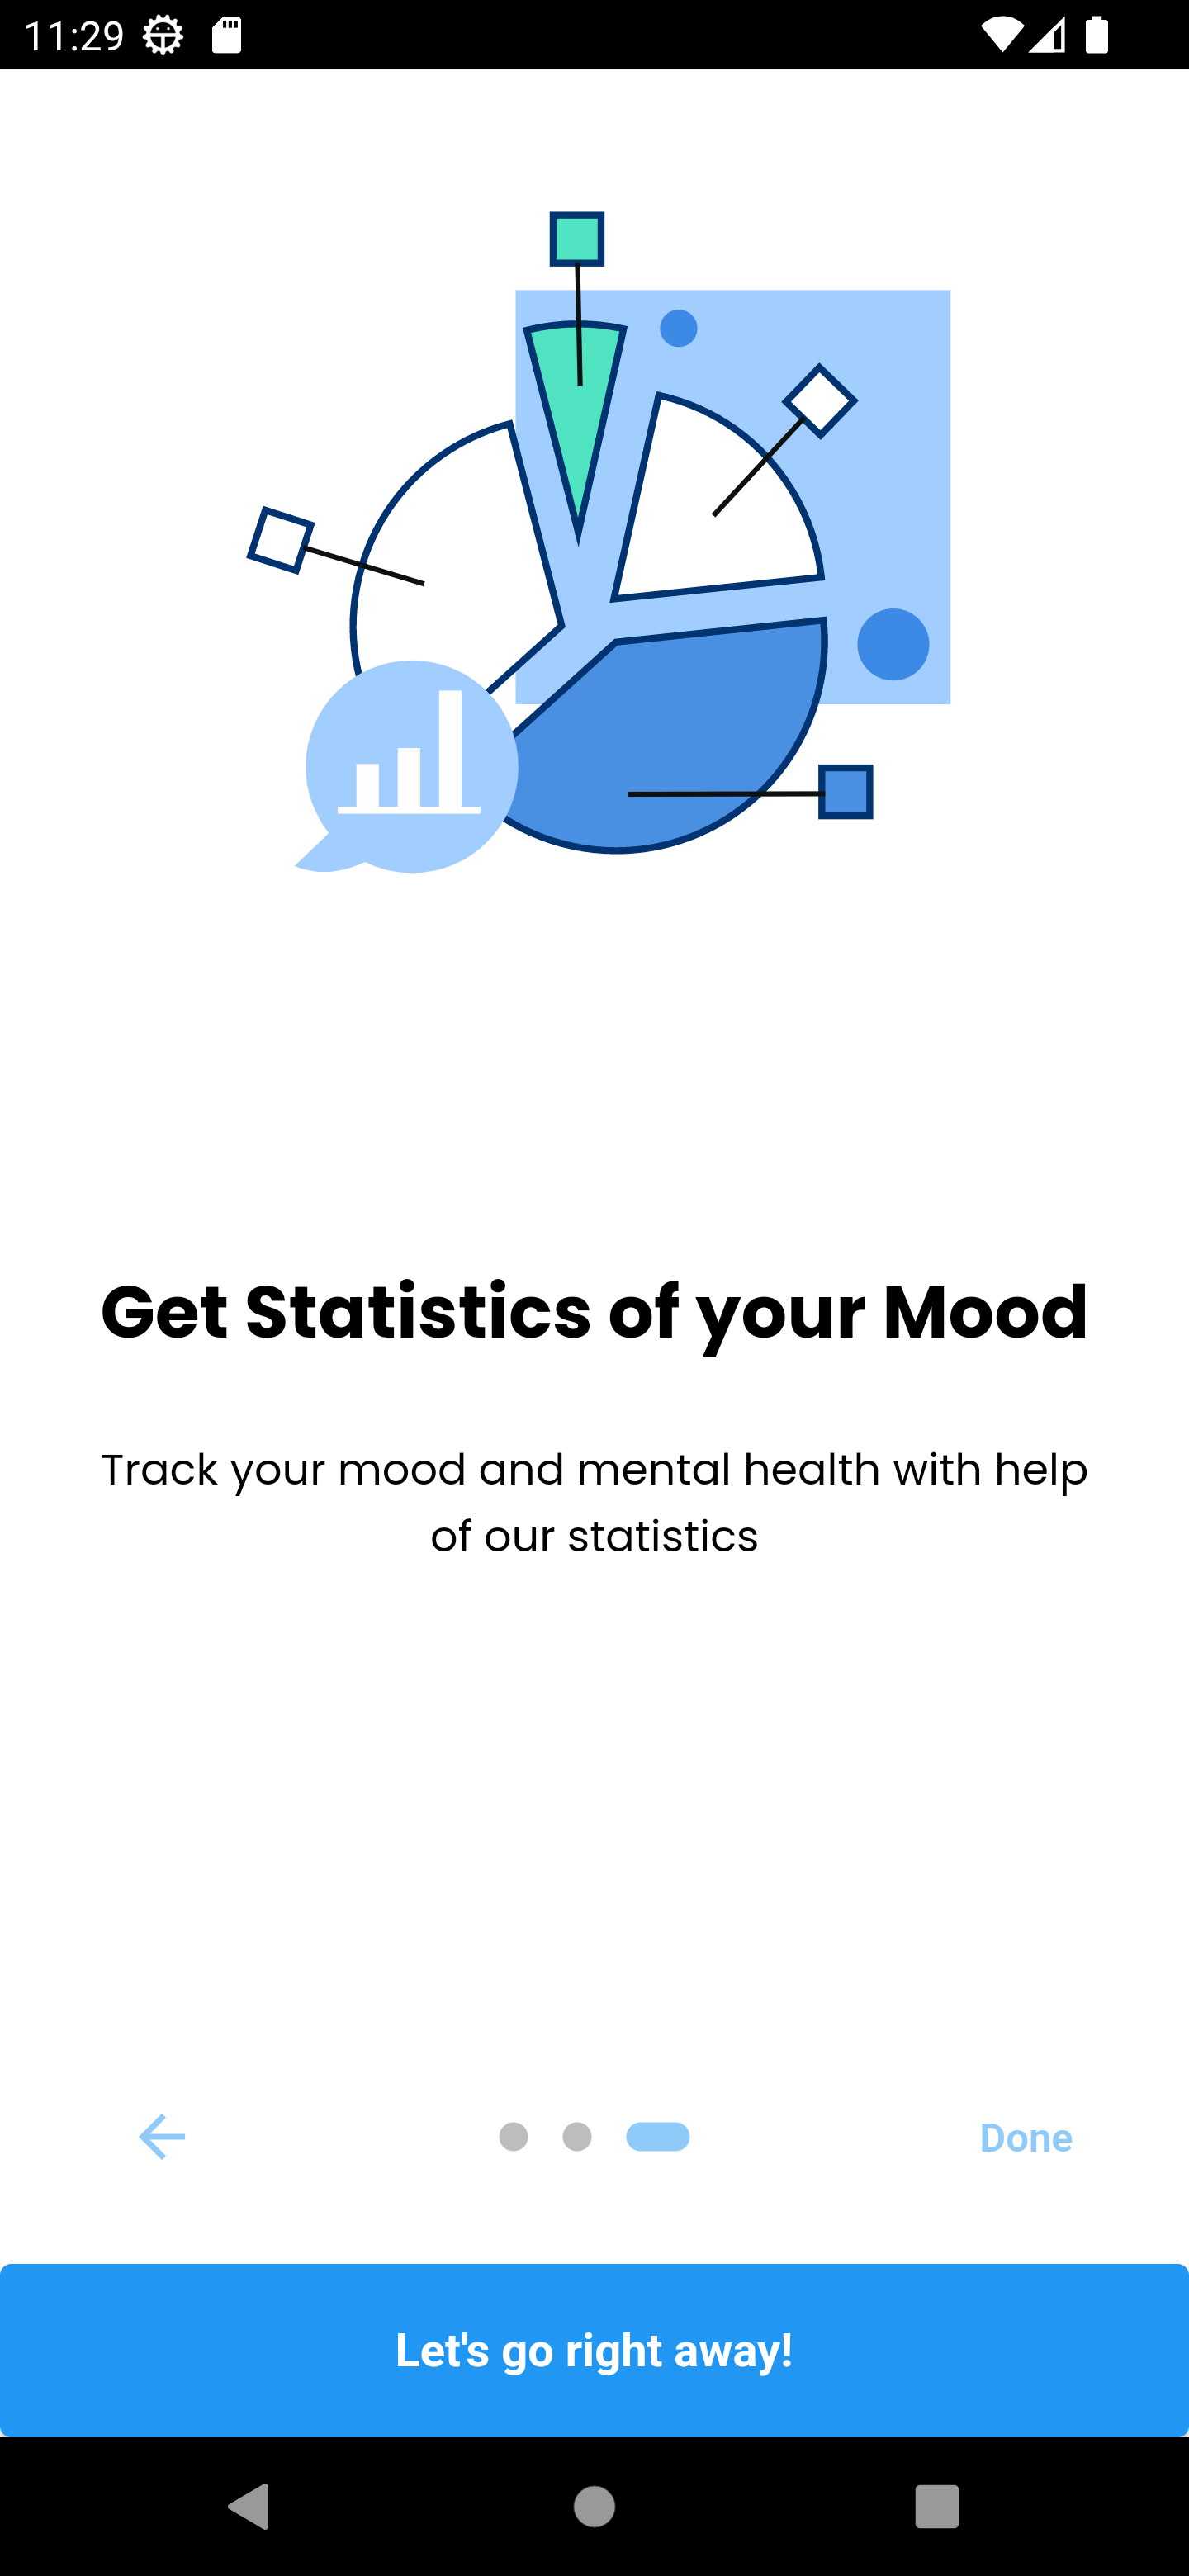 11:29
Get Statistics of your Mood
Track your mood and mental health with help
of our statistics
Done
Let's go right away!